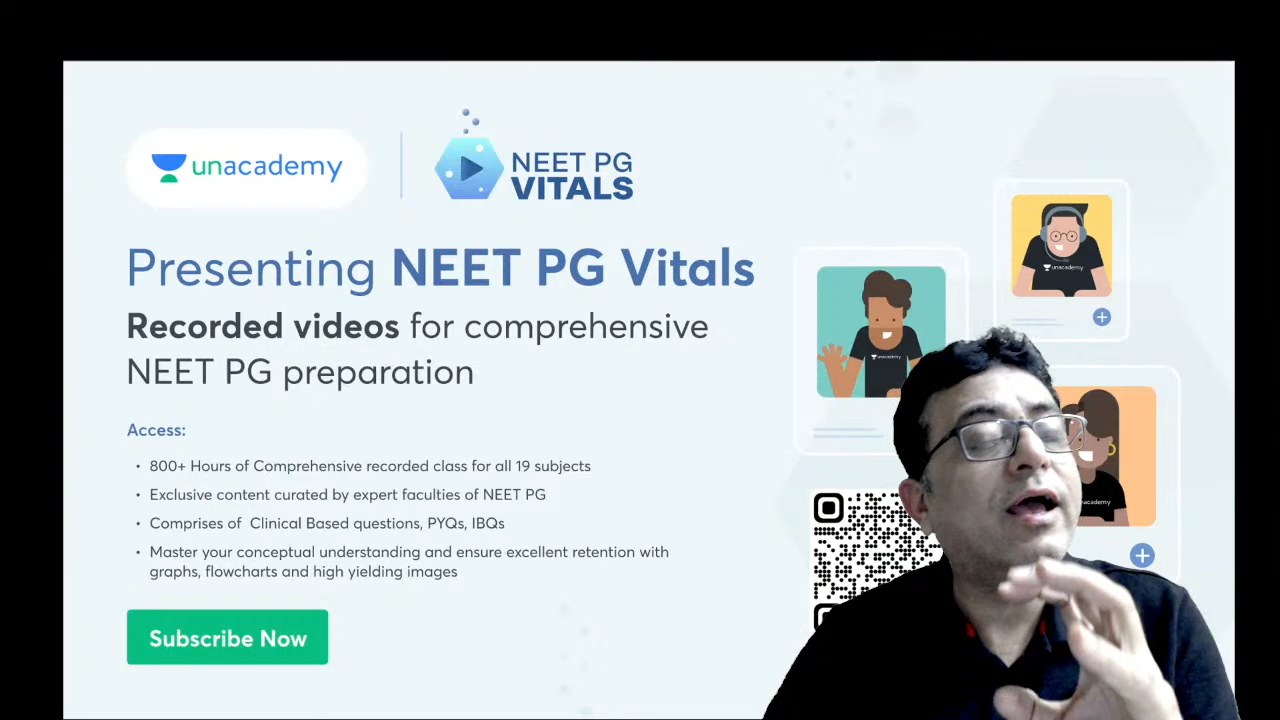 unacademy
NEET PG
VITALS
Presenting NEET PG Vitals
Recorded videos for comprehensive
NEET PG preparation
Access:
• 800+ Hours of Comprehensive recorded class for all 19 subjects
• Exclusive content curated by expert faculties of NEET PG
• Comprises of Clinical Based questions, PYQs, IBQs
• Master your conceptual understanding and ensure excellent retention with
graphs, flowcharts and high yielding images
Subscribe Now
unacademy
unacademy